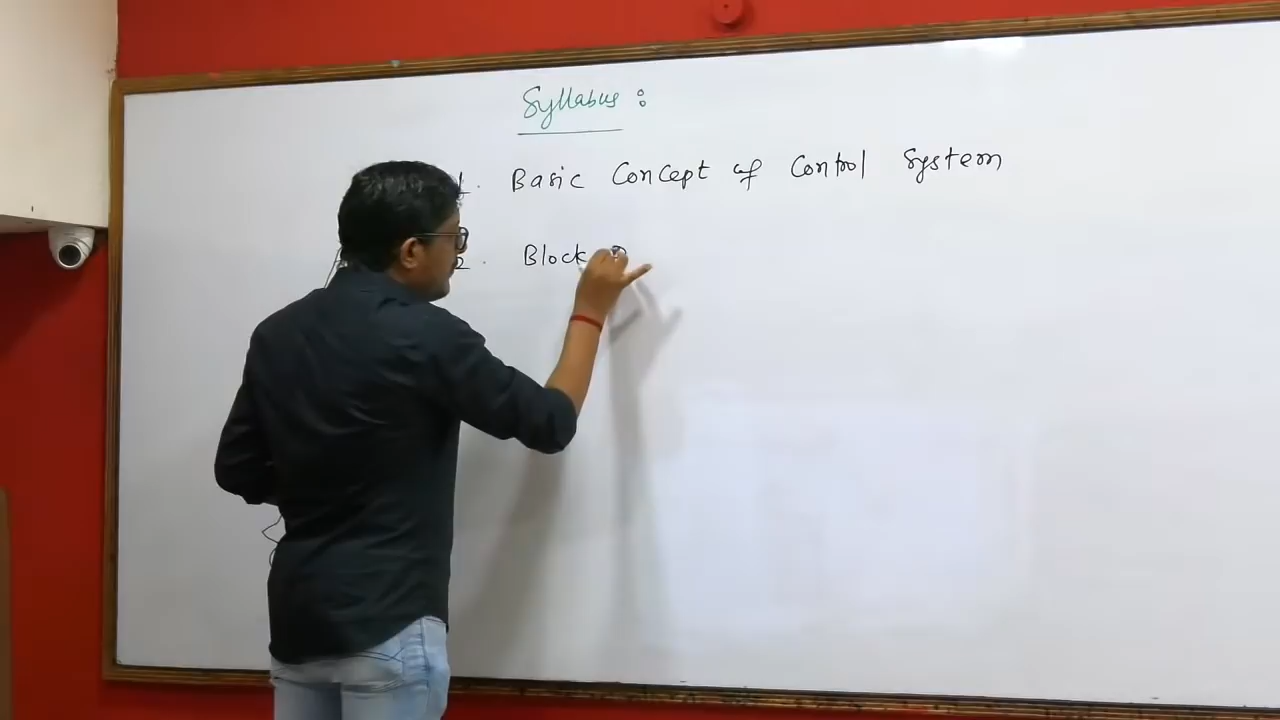 Syllabus :
1. Basic Concept of Control System
2. Block